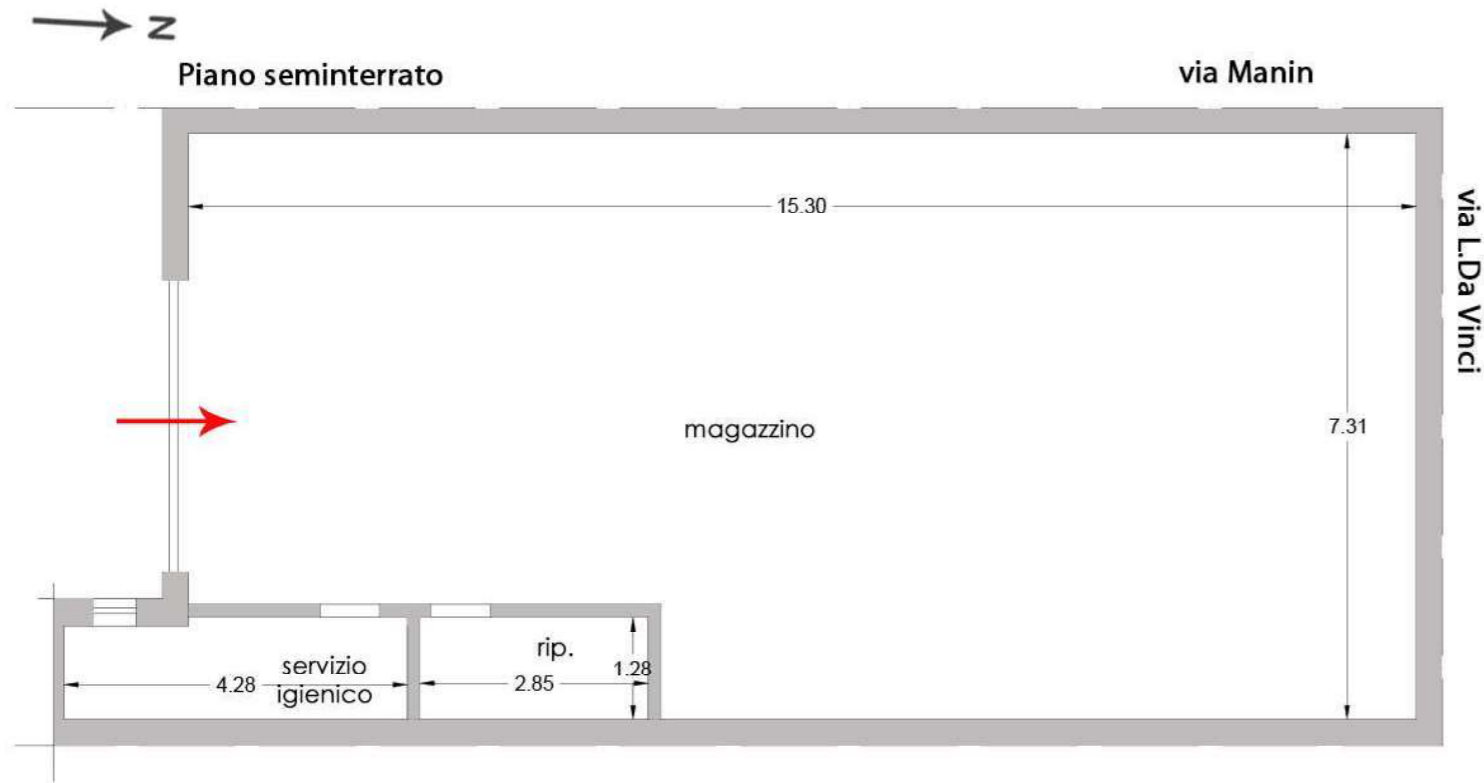 N
Piano seminterrato
via Manin
15.30
via L.Da Vinci
magazzino
7.31
rip.
servizio
igienico
4.28
2.85
1.28